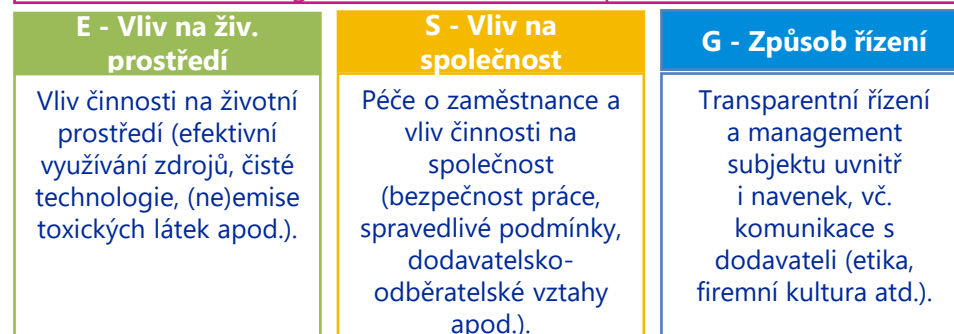 E - Vliv na živ.
prostředí
Vliv činnosti na životní
prostředí (efektivní
využívání zdrojů, čisté
technologie, (ne)emise
toxických látek apod.).
S - Vliv na
společnost
Péče o zaměstnance a
vliv činnosti na
společnost
(bezpečnost práce,
spravedlivé podmínky,
dodavatelsko-
odběratelské vztahy
apod.).
G - Způsob řízení
Transparentní řízení
a management
subjektu uvnitř
i navenek, vč.
komunikace s
dodavateli (etika,
firemní kultura atd.).